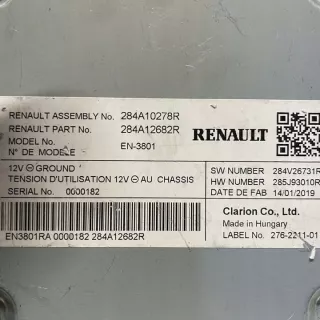 RENAULT ASSEMBLY No. 284A10278R
RENAULT PART No. 284A12682R
MODEL No.
N° DE MODELE EN-3801
RENAULT
12V ⊖ GROUND
TENSION D'UTILISATION 12V ⊖ AU CHASSIS
SERIAL No. 0000182
SW NUMBER 284V26731R
HW NUMBER 285J93010R
DATE DE FAB 14/01/2019
EN3801RA 0000182 284A12682R
Clarion Co., Ltd.
Made in Hungary
LABEL No. 276-2211-01